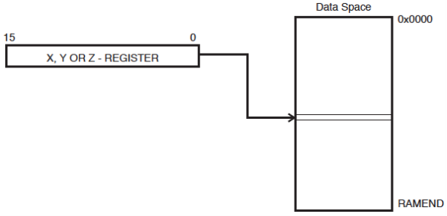 Data Space
0x0000
15 0
X, Y OR Z - REGISTER
RAMEND